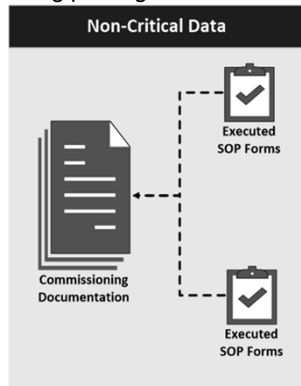 Non-Critical Data
Executed
SOP Forms
Commissioning
Documentation
Executed
SOP Forms